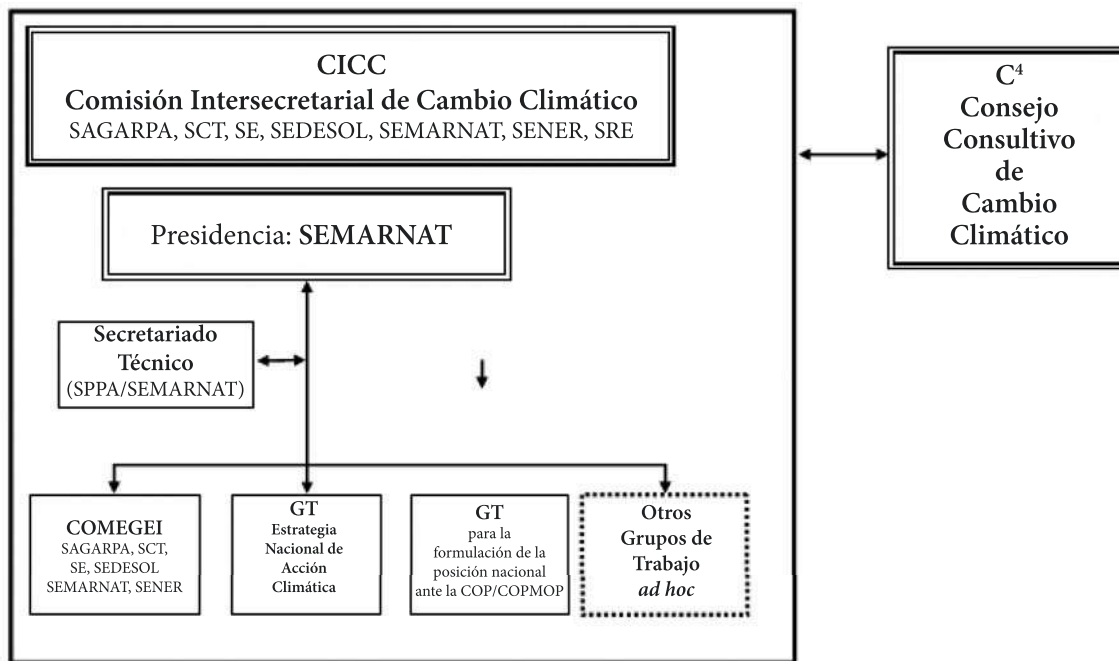 CICC
Comisión Intersecretarial de Cambio Climático
SAGARPA, SCT, SE, SEDESOL, SEMARNAT, SENER, SRE
C⁴
Consejo
Consultivo
de
Cambio
Climático
Presidencia: SEMARNAT
Secretariado
Técnico
(SPPA/SEMARNAT)
COMEGEI
SAGARPA, SCT,
SE, SEDESOL
SEMARNAT, SENER
GT
Estrategia
Nacional de
Acción
Climática
GT
para la
formulación de la
posición nacional
ante la COP/COPMOP
Otros
Grupos de
Trabajo
ad hoc